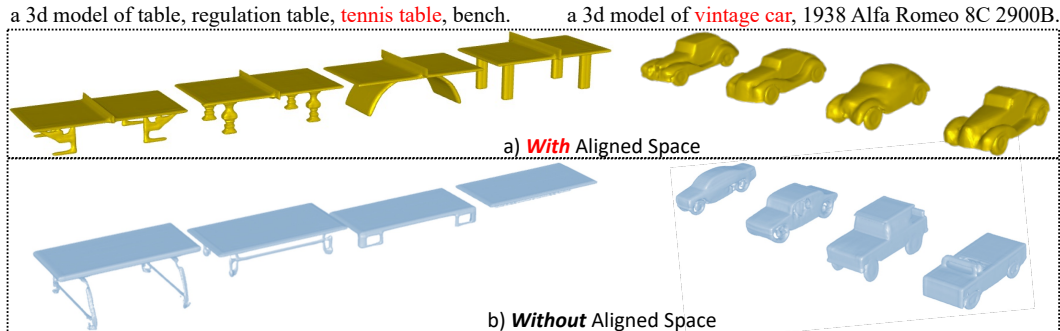 a 3d model of table, regulation table, tennis table, bench.
a 3d model of vintage car, 1938 Alfa Romeo 8C 2900B.
a) With Aligned Space
b) Without Aligned Space